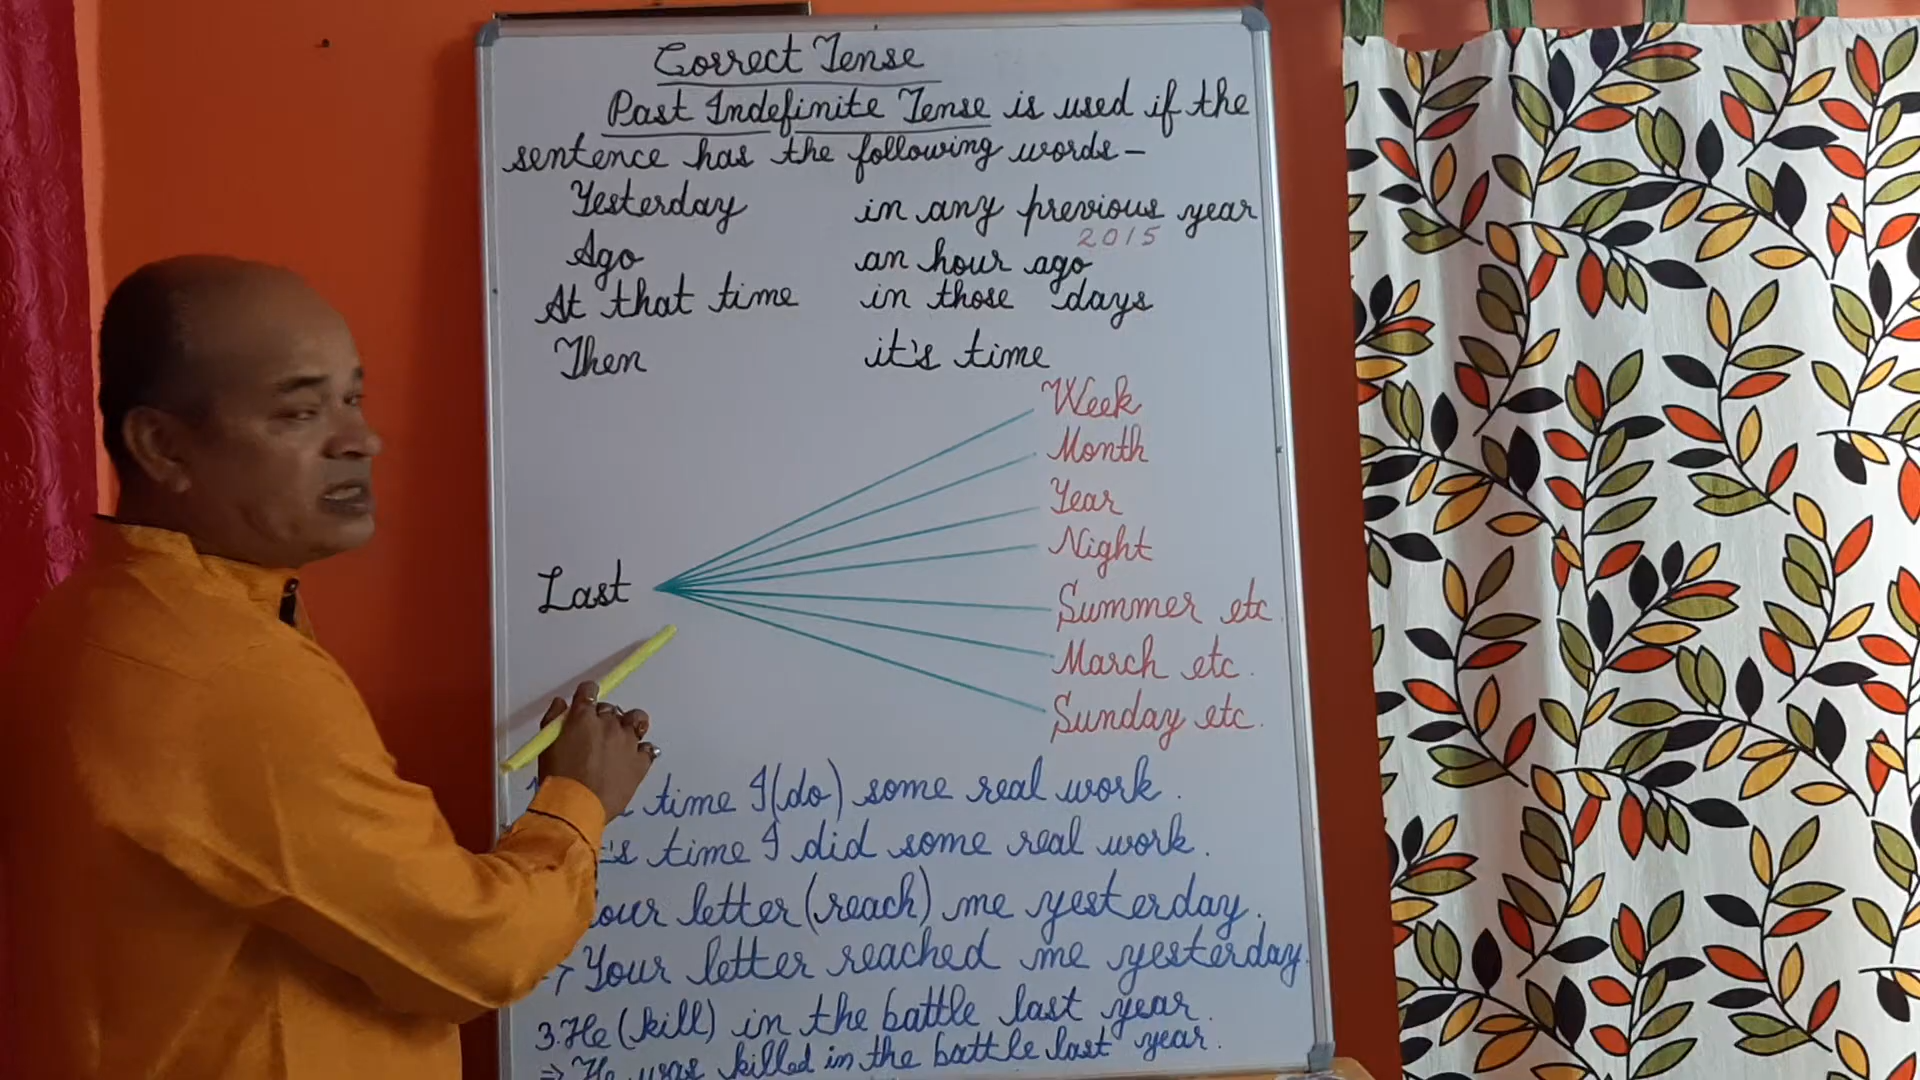 Correct Tense
Past Indefinite Tense is used if the
sentence has the following words-
Yesterday in any previous year
2015
Ago an hour ago
At that time in those days
Then it's time
Week
Month
Year
Night
Last
Summer etc
March etc.
Sunday etc.
time I (do) some real work.
time I did some real work.
letter (reach) me yesterday.
⇒ Your letter reached me yesterday.
3. He (kill) in the battle last year.
⇒ He was killed in the battle last year.